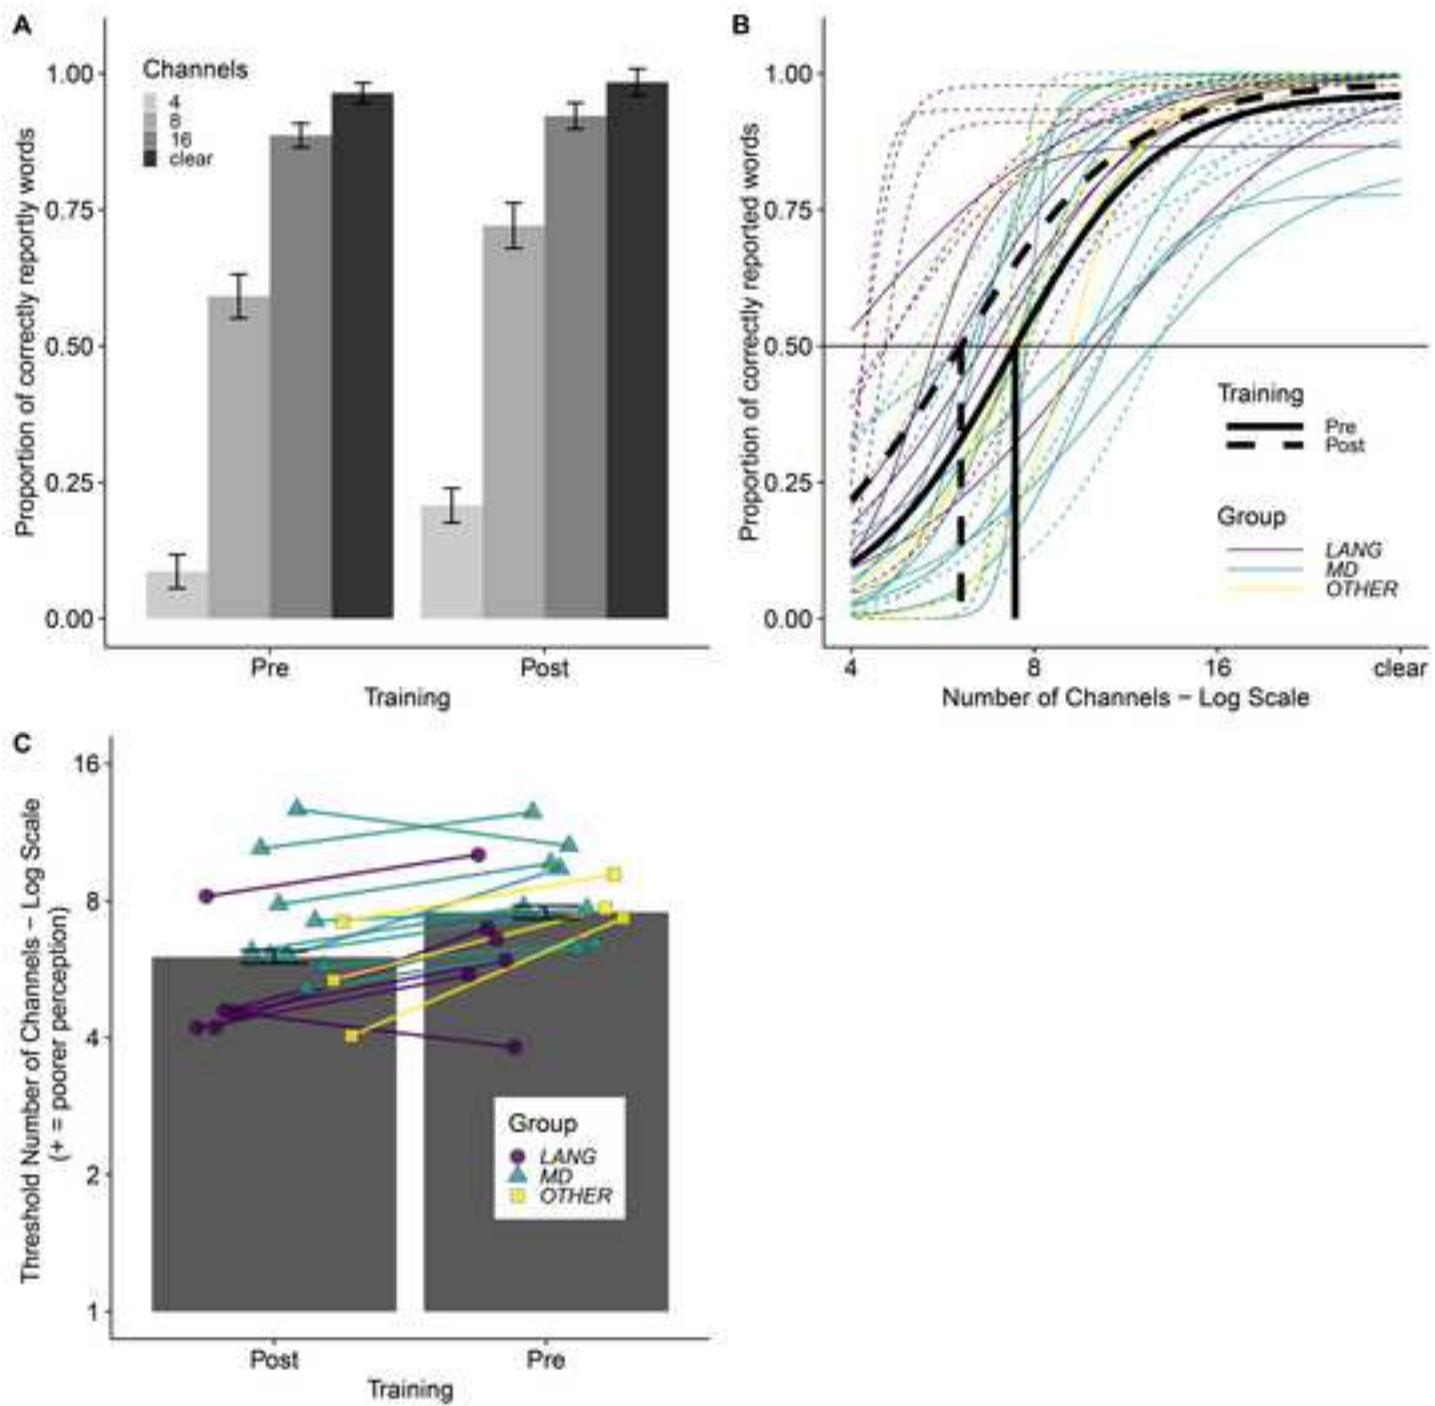 A
Channels
4
8
16
clear
1.00
0.75
0.50
0.25
0.00
Proportion of correctly reportly words
Pre
Post
Training
B
1.00
0.75
0.50
0.25
0.00
Proportion of correctly reported words
Training
Pre
Post
Group
LANG
MD
OTHER
4
8
16
clear
Number of Channels − Log Scale
C
16
8
4
2
1
Threshold Number of Channels − Log Scale
(+ = poorer perception)
Group
LANG
MD
OTHER
Post
Pre
Training